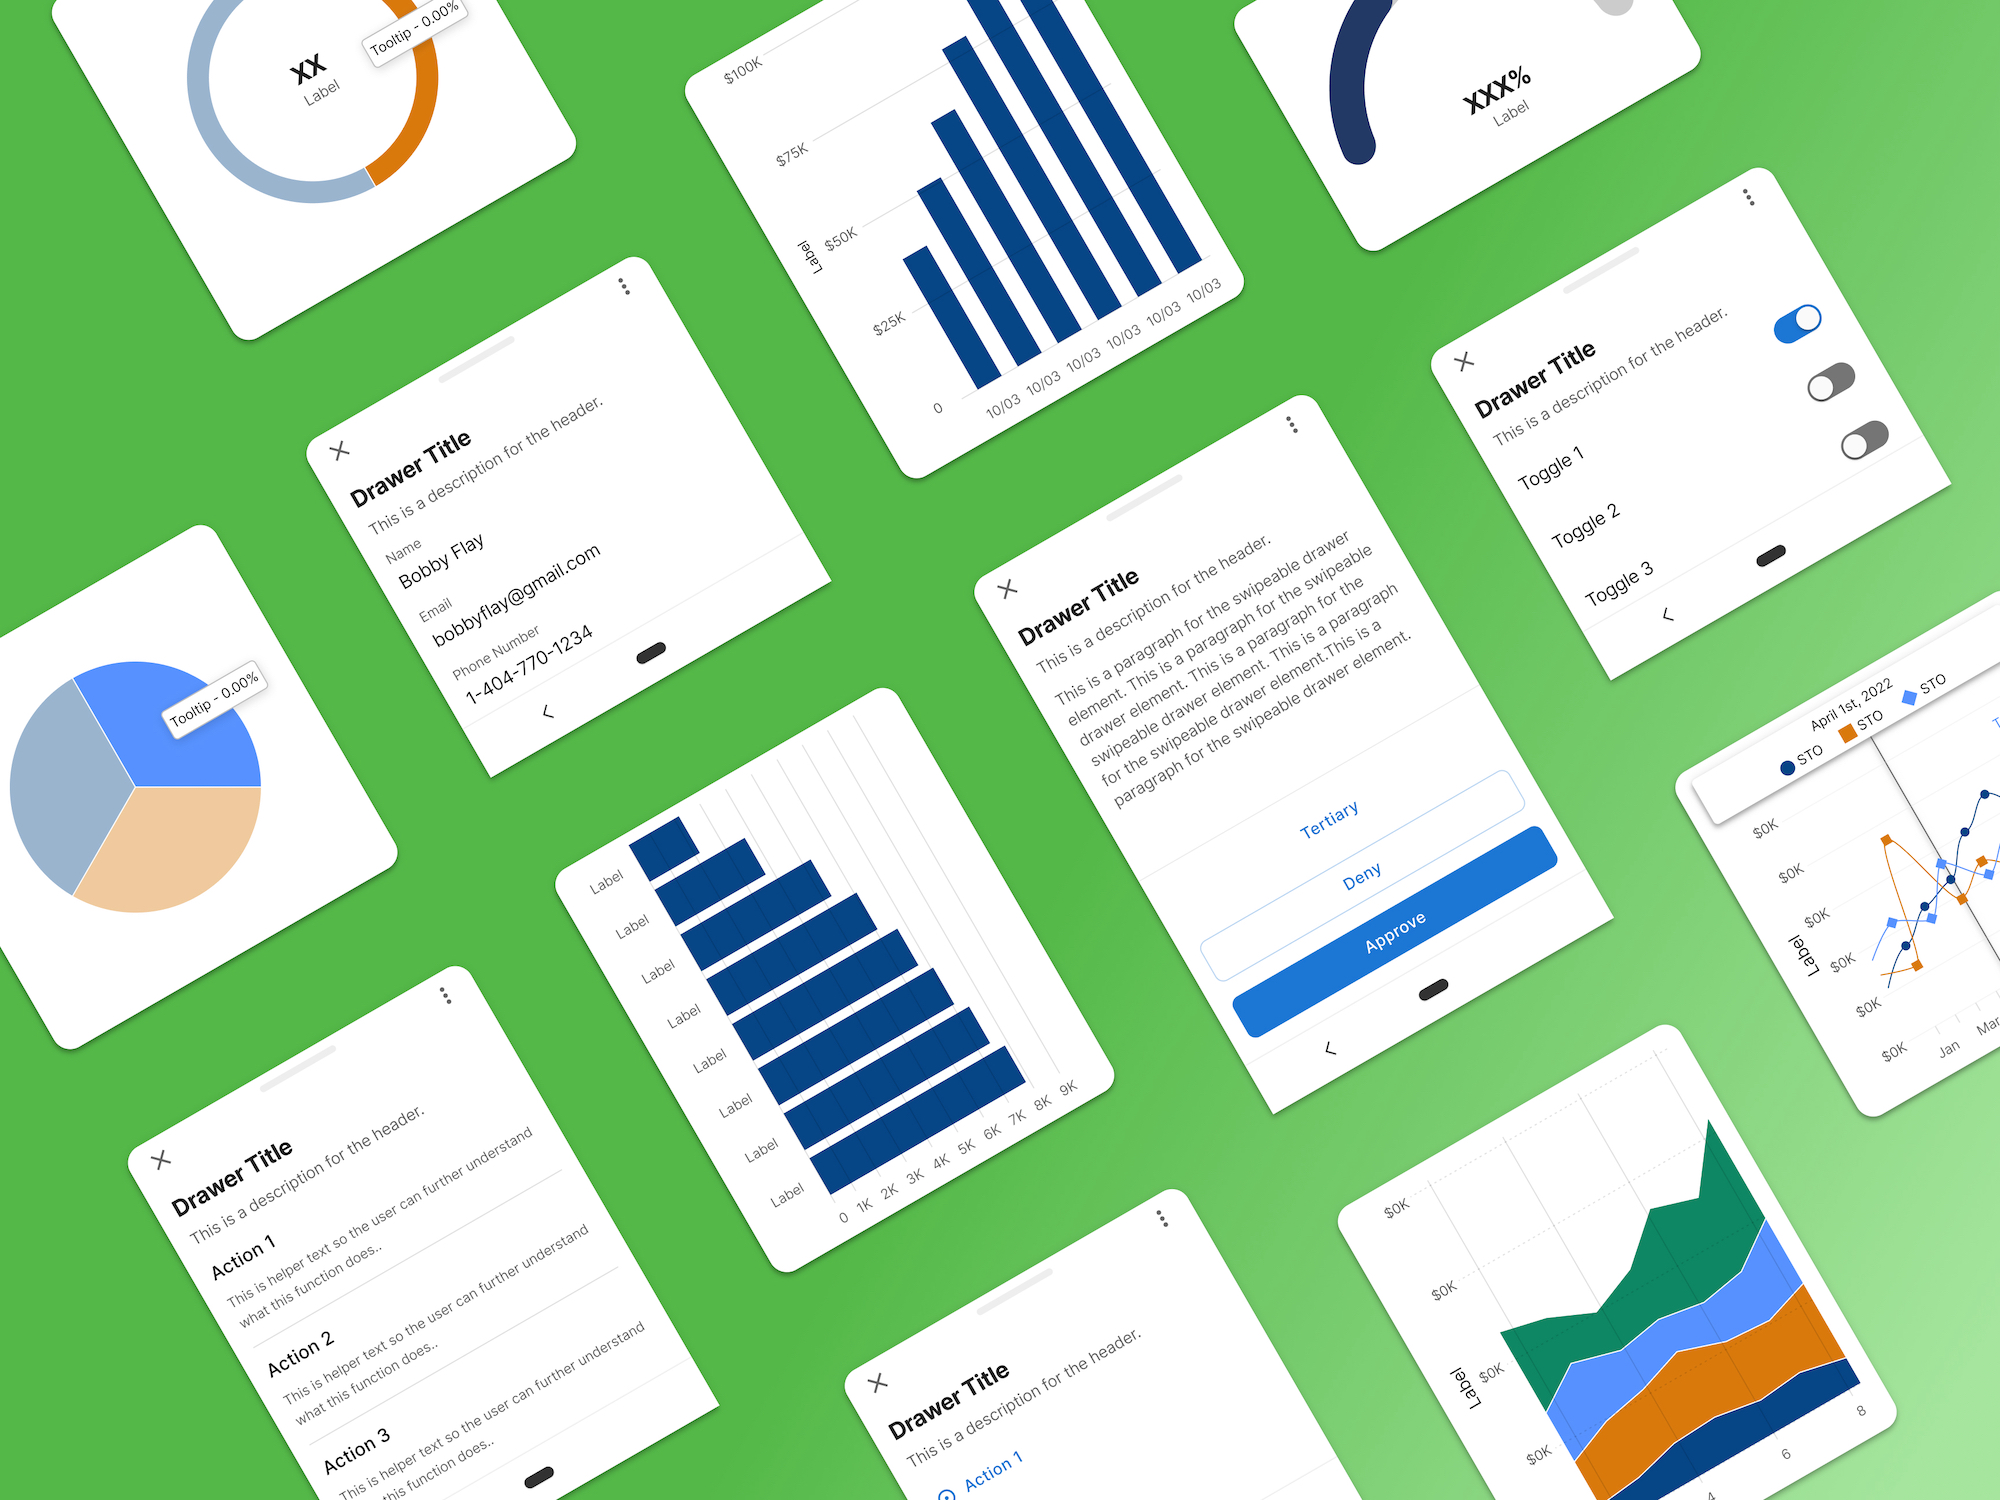 Tooltip - 0.00%
XX
Label
$100K
$75K
$50K
$25K
0
Label
10/03
10/03
10/03
10/03
10/03
10/03
XXX%
Label
Drawer Title
This is a description for the header.
Name
Bobby Flay
Email
bobbyflay@gmail.com
Phone Number
1-404-770-1234
Drawer Title
This is a description for the header.
Toggle 1
Toggle 2
Toggle 3
Tooltip - 0.00%
Drawer Title
This is a description for the header.
This is a paragraph for the swipeable drawer
element. This is a paragraph for the swipeable
drawer element. This is a paragraph for the
swipeable drawer element. This is a paragraph
for the swipeable drawer element.This is a
paragraph for the swipeable drawer element.
Tertiary
Deny
Approve
April 1st, 2022
STO
STO
STO
$0K
$0K
$0K
$0K
$0K
$0K
Label
Jan
Mar
Label
Label
Label
Label
Label
Label
Label
Label
0
1K
2K
3K
4K
5K
6K
7K
8K
9K
Drawer Title
This is a description for the header.
Action 1
This is helper text so the user can further understand
what this function does..
Action 2
This is helper text so the user can further understand
what this function does..
Action 3
This is helper text so the user can further understand
this function does..
Drawer Title
This is a description for the header.
Action 1
$0K
$0K
$0K
$0K
Label
4
6
8